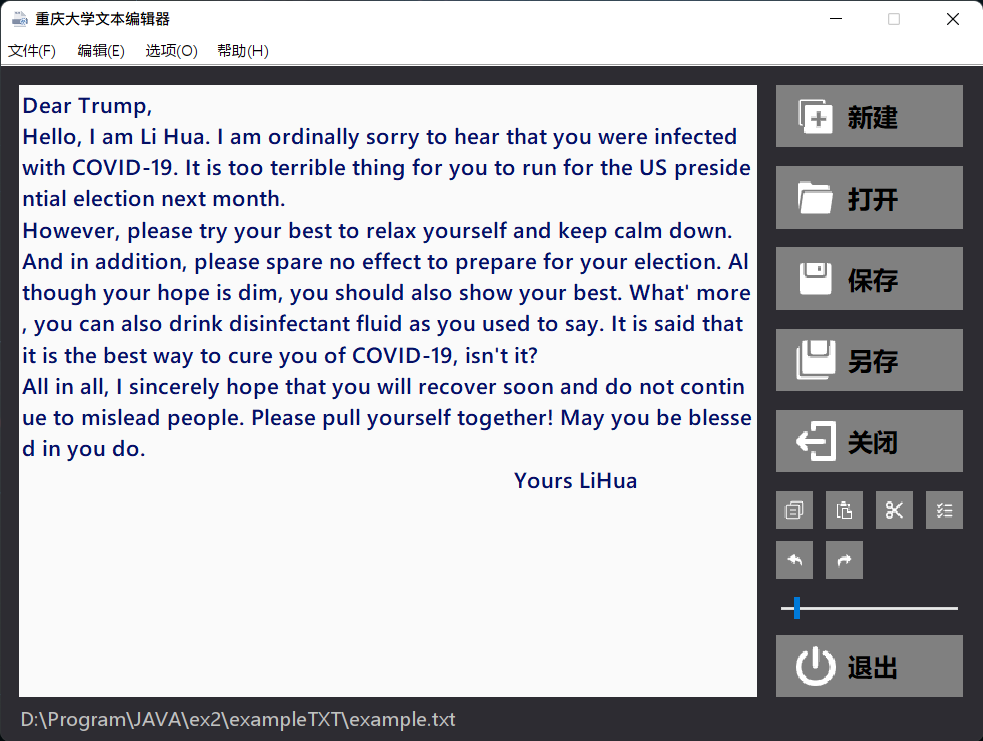 重庆大学文本编辑器
文件(F) 编辑(E) 选项(O) 帮助(H)
Dear Trump,
Hello, I am Li Hua. I am ordinally sorry to hear that you were infected
with COVID-19. It is too terrible thing for you to run for the US preside
ntial election next month.
However, please try your best to relax yourself and keep calm down.
And in addition, please spare no effect to prepare for your election. Al
though your hope is dim, you should also show your best. What' more
, you can also drink disinfectant fluid as you used to say. It is said that
it is the best way to cure you of COVID-19, isn't it?
All in all, I sincerely hope that you will recover soon and do not contin
ue to mislead people. Please pull yourself together! May you be blesse
d in you do.
Yours LiHua
新建
打开
保存
另存
关闭
退出
D:\Program\JAVA\ex2\exampleTXT\example.txt